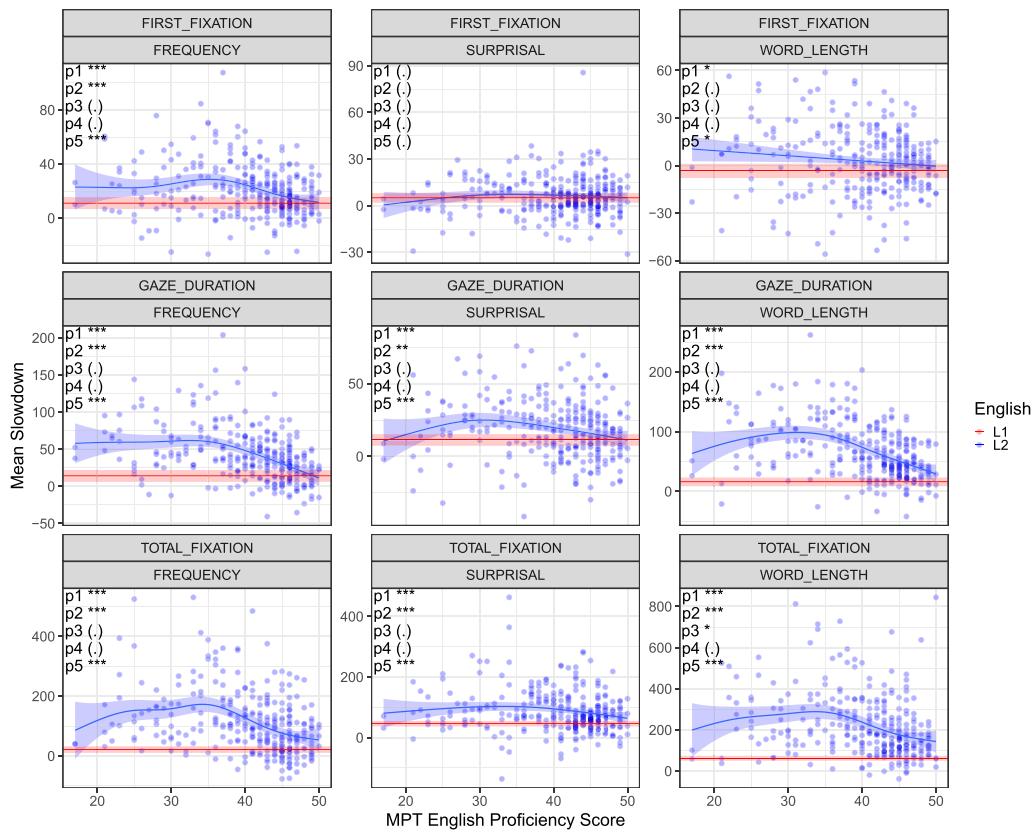 FIRST_FIXATION
FREQUENCY
p1 ***
p2 ***
p3 (.)
p4 (.)
p5 ***
80
40
0
FIRST_FIXATION
SURPRISAL
p1 (.)
p2 (.)
p3 (.)
p4 (.)
p5 (.)
90
60
30
0
−30
FIRST_FIXATION
WORD_LENGTH
p1 *
p2 (.)
p3 (.)
p4 (.)
p5 *
60
30
0
−30
−60
GAZE_DURATION
FREQUENCY
p1 ***
p2 ***
p3 (.)
p4 (.)
p5 ***
200
150
100
50
0
−50
GAZE_DURATION
SURPRISAL
p1 ***
p2 **
p3 (.)
p4 (.)
p5 ***
50
0
GAZE_DURATION
WORD_LENGTH
p1 ***
p2 ***
p3 (.)
p4 (.)
p5 ***
200
100
0
TOTAL_FIXATION
FREQUENCY
p1 ***
p2 ***
p3 (.)
p4 (.)
p5 ***
400
200
0
20
30
40
50
TOTAL_FIXATION
SURPRISAL
p1 ***
p2 ***
p3 (.)
p4 (.)
p5 ***
400
200
0
20
30
40
50
TOTAL_FIXATION
WORD_LENGTH
p1 ***
p2 ***
p3 *
p4 (.)
p5 ***
800
600
400
200
0
20
30
40
50
Mean Slowdown
MPT English Proficiency Score
English
L1
L2